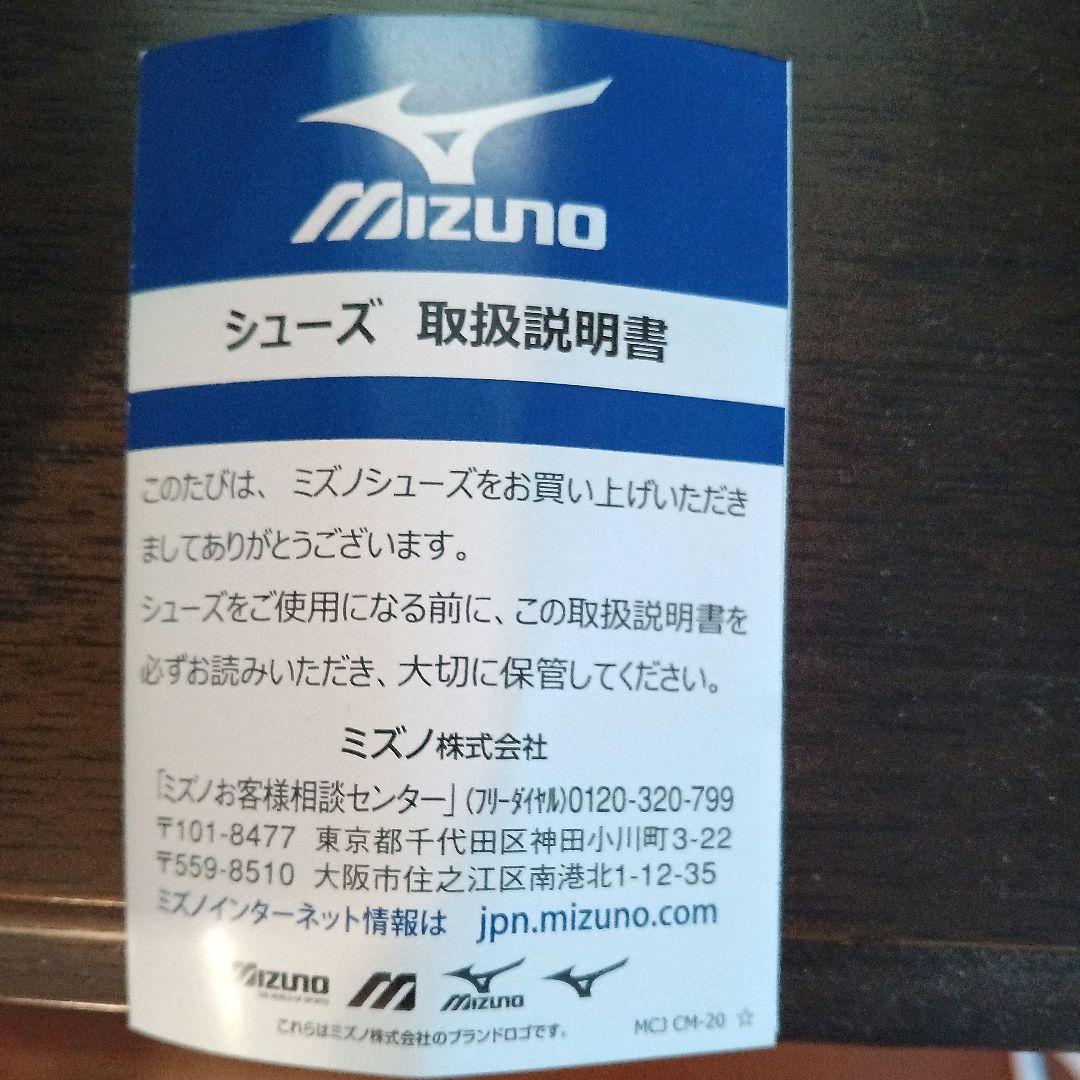 MIZUNO
シューズ 取扱説明書
このたびは、ミズノシューズをお買い上げいただき
ましてありがとうございます。
シューズをご使用になる前に、この取扱説明書を
必ずお読みいただき、大切に保管してください。
ミズノ株式会社
「ミズノお客様相談センター」(フリーダイヤル)0120-320-799
〒101-8477 東京都千代田区神田小川町3-22
〒559-8510 大阪市住之江区南港北1-12-35
ミズノインターネット情報は jpn.mizuno.com
MIZUNO
THE WORLD OF SPORTS
MIZUNO
これらはミズノ株式会社のブランドロゴです。
MCJ CM-20 ☆